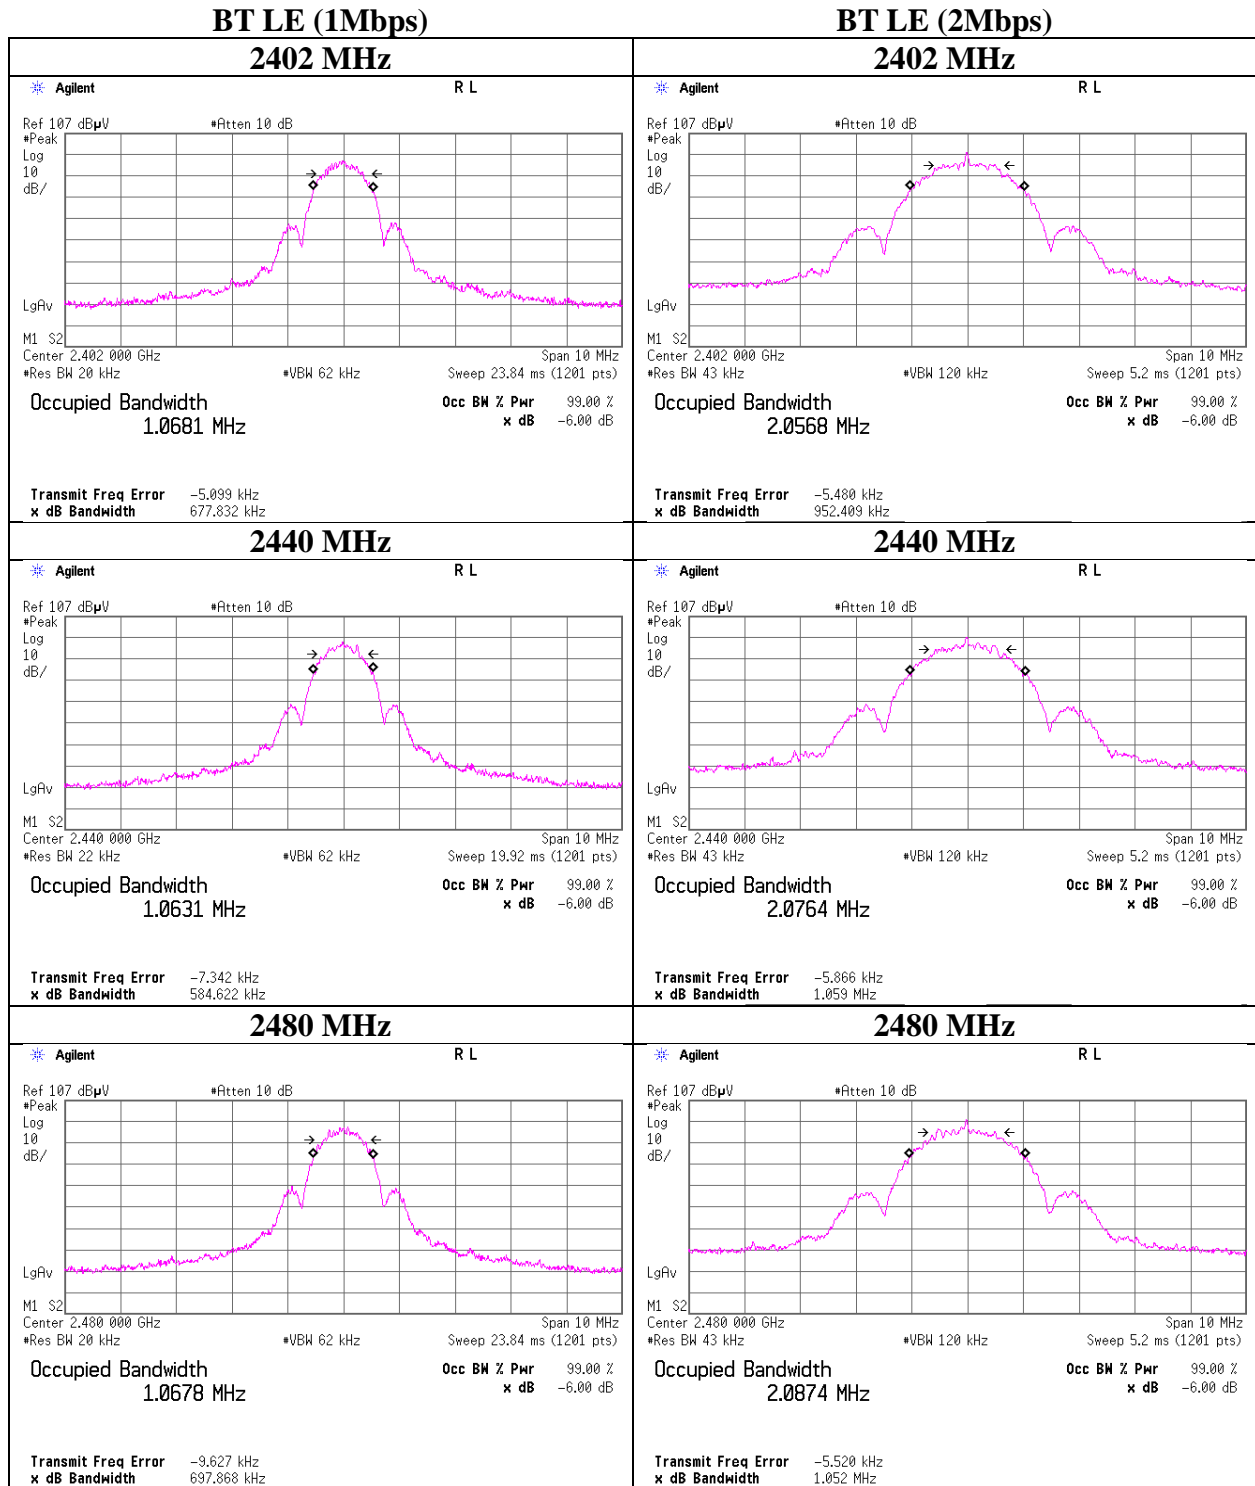 BT LE (1Mbps)
BT LE (2Mbps)
2402 MHz
Agilent R L
Ref 107 dBµV #Atten 10 dB
#Peak
Log
10
dB/
LgAv
M1 S2
Center 2.402 000 GHz Span 10 MHz
#Res BW 20 kHz #VBW 62 kHz Sweep 23.84 ms (1201 pts)
Occupied Bandwidth Occ BW % Pwr 99.00 %
1.0681 MHz x dB -6.00 dB
Transmit Freq Error -5.099 kHz
x dB Bandwidth 677.832 kHz
2402 MHz
Agilent R L
Ref 107 dBµV #Atten 10 dB
#Peak
Log
10
dB/
LgAv
M1 S2
Center 2.402 000 GHz Span 10 MHz
#Res BW 43 kHz #VBW 120 kHz Sweep 5.2 ms (1201 pts)
Occupied Bandwidth Occ BW % Pwr 99.00 %
2.0568 MHz x dB -6.00 dB
Transmit Freq Error -5.480 kHz
x dB Bandwidth 952.409 kHz
2440 MHz
Agilent R L
Ref 107 dBµV #Atten 10 dB
#Peak
Log
10
dB/
LgAv
M1 S2
Center 2.440 000 GHz Span 10 MHz
#Res BW 22 kHz #VBW 62 kHz Sweep 19.92 ms (1201 pts)
Occupied Bandwidth Occ BW % Pwr 99.00 %
1.0631 MHz x dB -6.00 dB
Transmit Freq Error -7.342 kHz
x dB Bandwidth 584.622 kHz
2440 MHz
Agilent R L
Ref 107 dBµV #Atten 10 dB
#Peak
Log
10
dB/
LgAv
M1 S2
Center 2.440 000 GHz Span 10 MHz
#Res BW 43 kHz #VBW 120 kHz Sweep 5.2 ms (1201 pts)
Occupied Bandwidth Occ BW % Pwr 99.00 %
2.0764 MHz x dB -6.00 dB
Transmit Freq Error -5.866 kHz
x dB Bandwidth 1.059 MHz
2480 MHz
Agilent R L
Ref 107 dBµV #Atten 10 dB
#Peak
Log
10
dB/
LgAv
M1 S2
Center 2.480 000 GHz Span 10 MHz
#Res BW 20 kHz #VBW 62 kHz Sweep 23.84 ms (1201 pts)
Occupied Bandwidth Occ BW % Pwr 99.00 %
1.0678 MHz x dB -6.00 dB
Transmit Freq Error -9.627 kHz
x dB Bandwidth 697.868 kHz
2480 MHz
Agilent R L
Ref 107 dBµV #Atten 10 dB
#Peak
Log
10
dB/
LgAv
M1 S2
Center 2.480 000 GHz Span 10 MHz
#Res BW 43 kHz #VBW 120 kHz Sweep 5.2 ms (1201 pts)
Occupied Bandwidth Occ BW % Pwr 99.00 %
2.0874 MHz x dB -6.00 dB
Transmit Freq Error -5.520 kHz
x dB Bandwidth 1.052 MHz